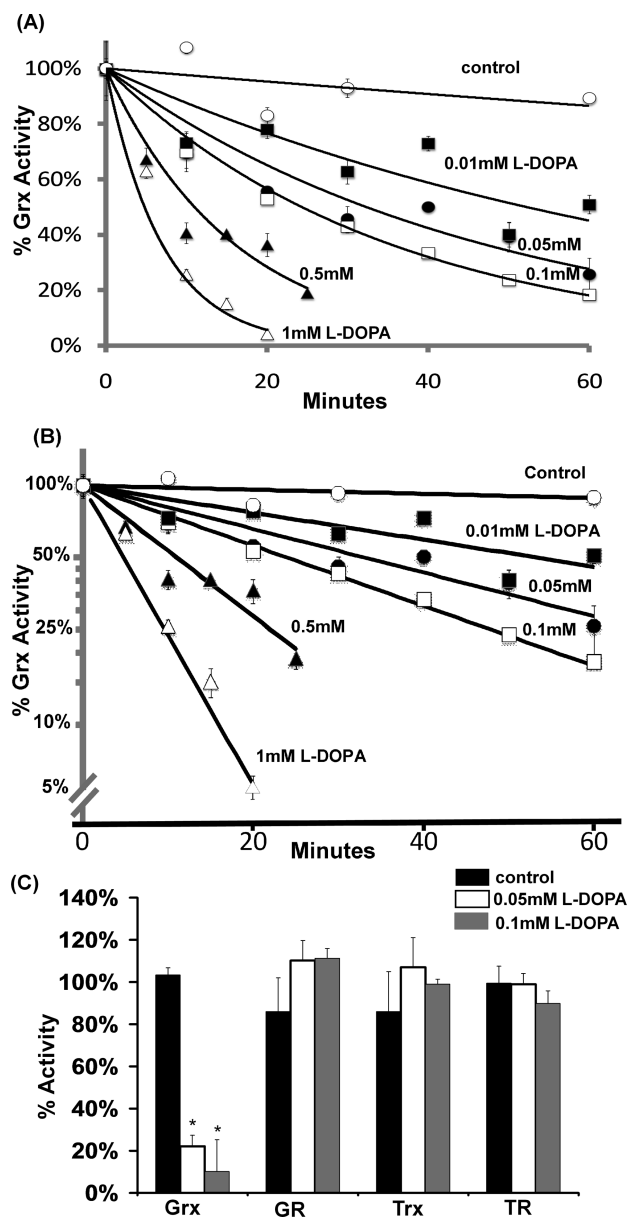 (A)
100%
80%
60%
40%
20%
0%
% Grx Activity
control
0.01mM L-DOPA
0.05mM
0.1mM
0.5mM
1mM L-DOPA
0 20 40 60
Minutes
(B)
100%
50%
25%
10%
5%
% Grx Activity
Control
0.01mM L-DOPA
0.05mM
0.1mM
0.5mM
1mM L-DOPA
0 20 40 60
Minutes
(C)
control
0.05mM L-DOPA
0.1mM L-DOPA
140%
120%
100%
80%
60%
40%
20%
0%
% Activity
* *
Grx GR Trx TR